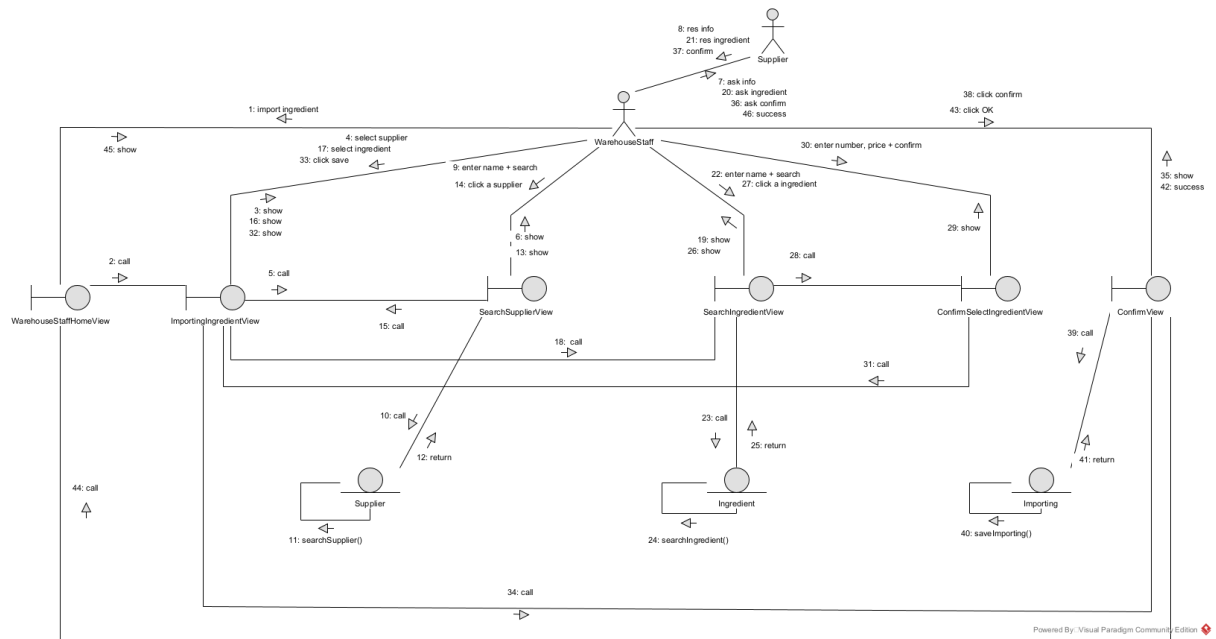 8: res info
21: res ingredient
37: confirm
Supplier
7: ask info
20: ask ingredient
36: ask confirm
46: success
38: click confirm
43: click OK
1: import ingredient
45: show
WarehouseStaff
4: select supplier
17: select ingredient
33: click save
9: enter name + search
14: click a supplier
22: enter name + search
27: click a ingredient
30: enter number, price + confirm
35: show
42: success
3: show
16: show
32: show
6: show
13: show
19: show
26: show
29: show
2: call
5: call
28: call
WarehouseStaffHomeView
ImportingIngredientView
SearchSupplierView
SearchIngredientView
ConfirmSelectIngredientView
ConfirmView
15: call
18: call
39: call
31: call
10: call
12: return
23: call
25: return
41: return
44: call
Supplier
Ingredient
Importing
11: searchSupplier()
24: searchIngredient()
40: saveImporting()
34: call
Powered By: Visual Paradigm Community Edition